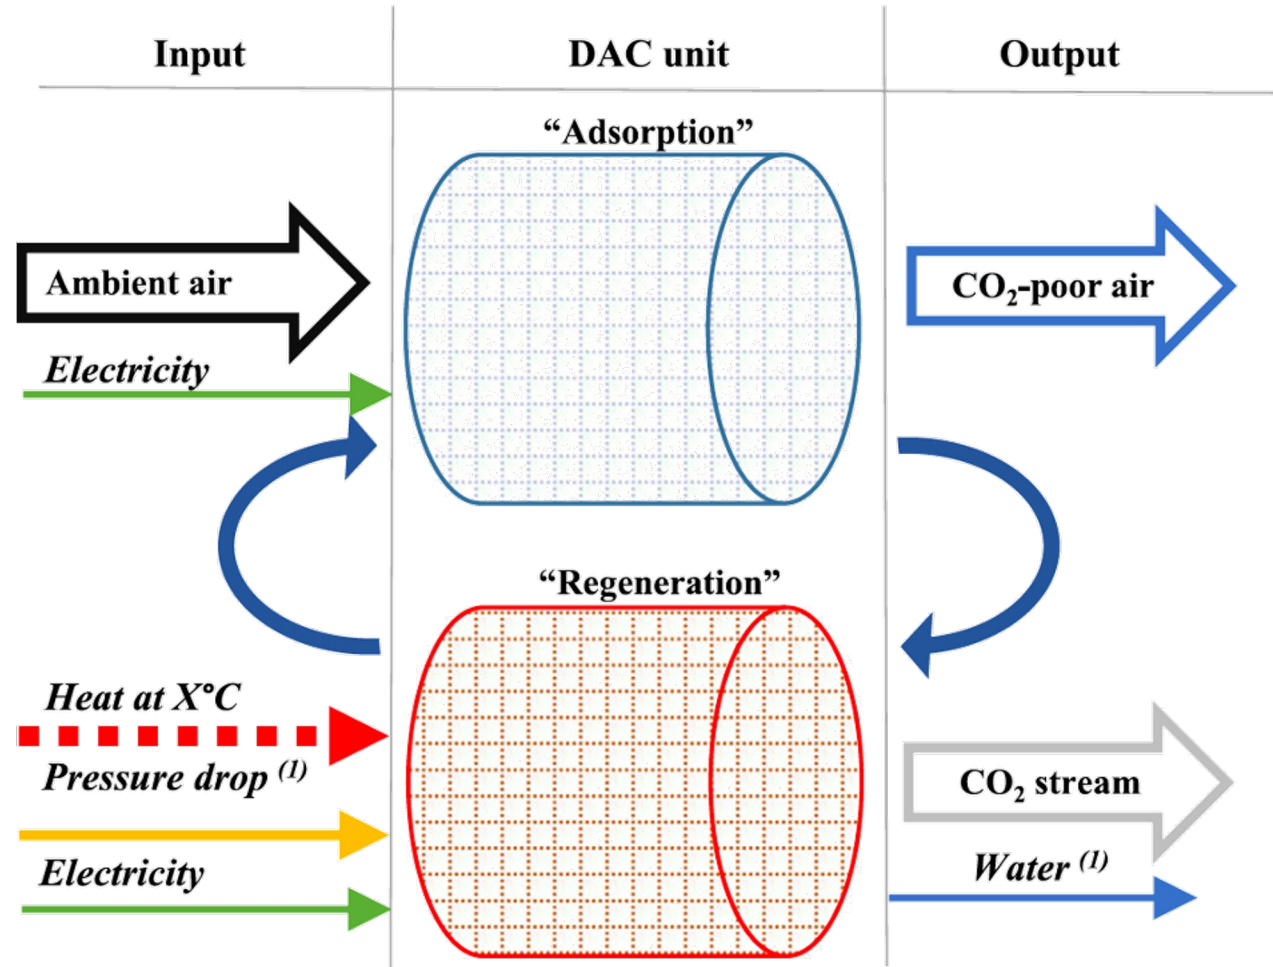 Input
DAC unit
Output
“Adsorption”
Ambient air
CO₂-poor air
Electricity
“Regeneration”
Heat at X°C
Pressure drop ⁽¹⁾
CO₂ stream
Electricity
Water ⁽¹⁾